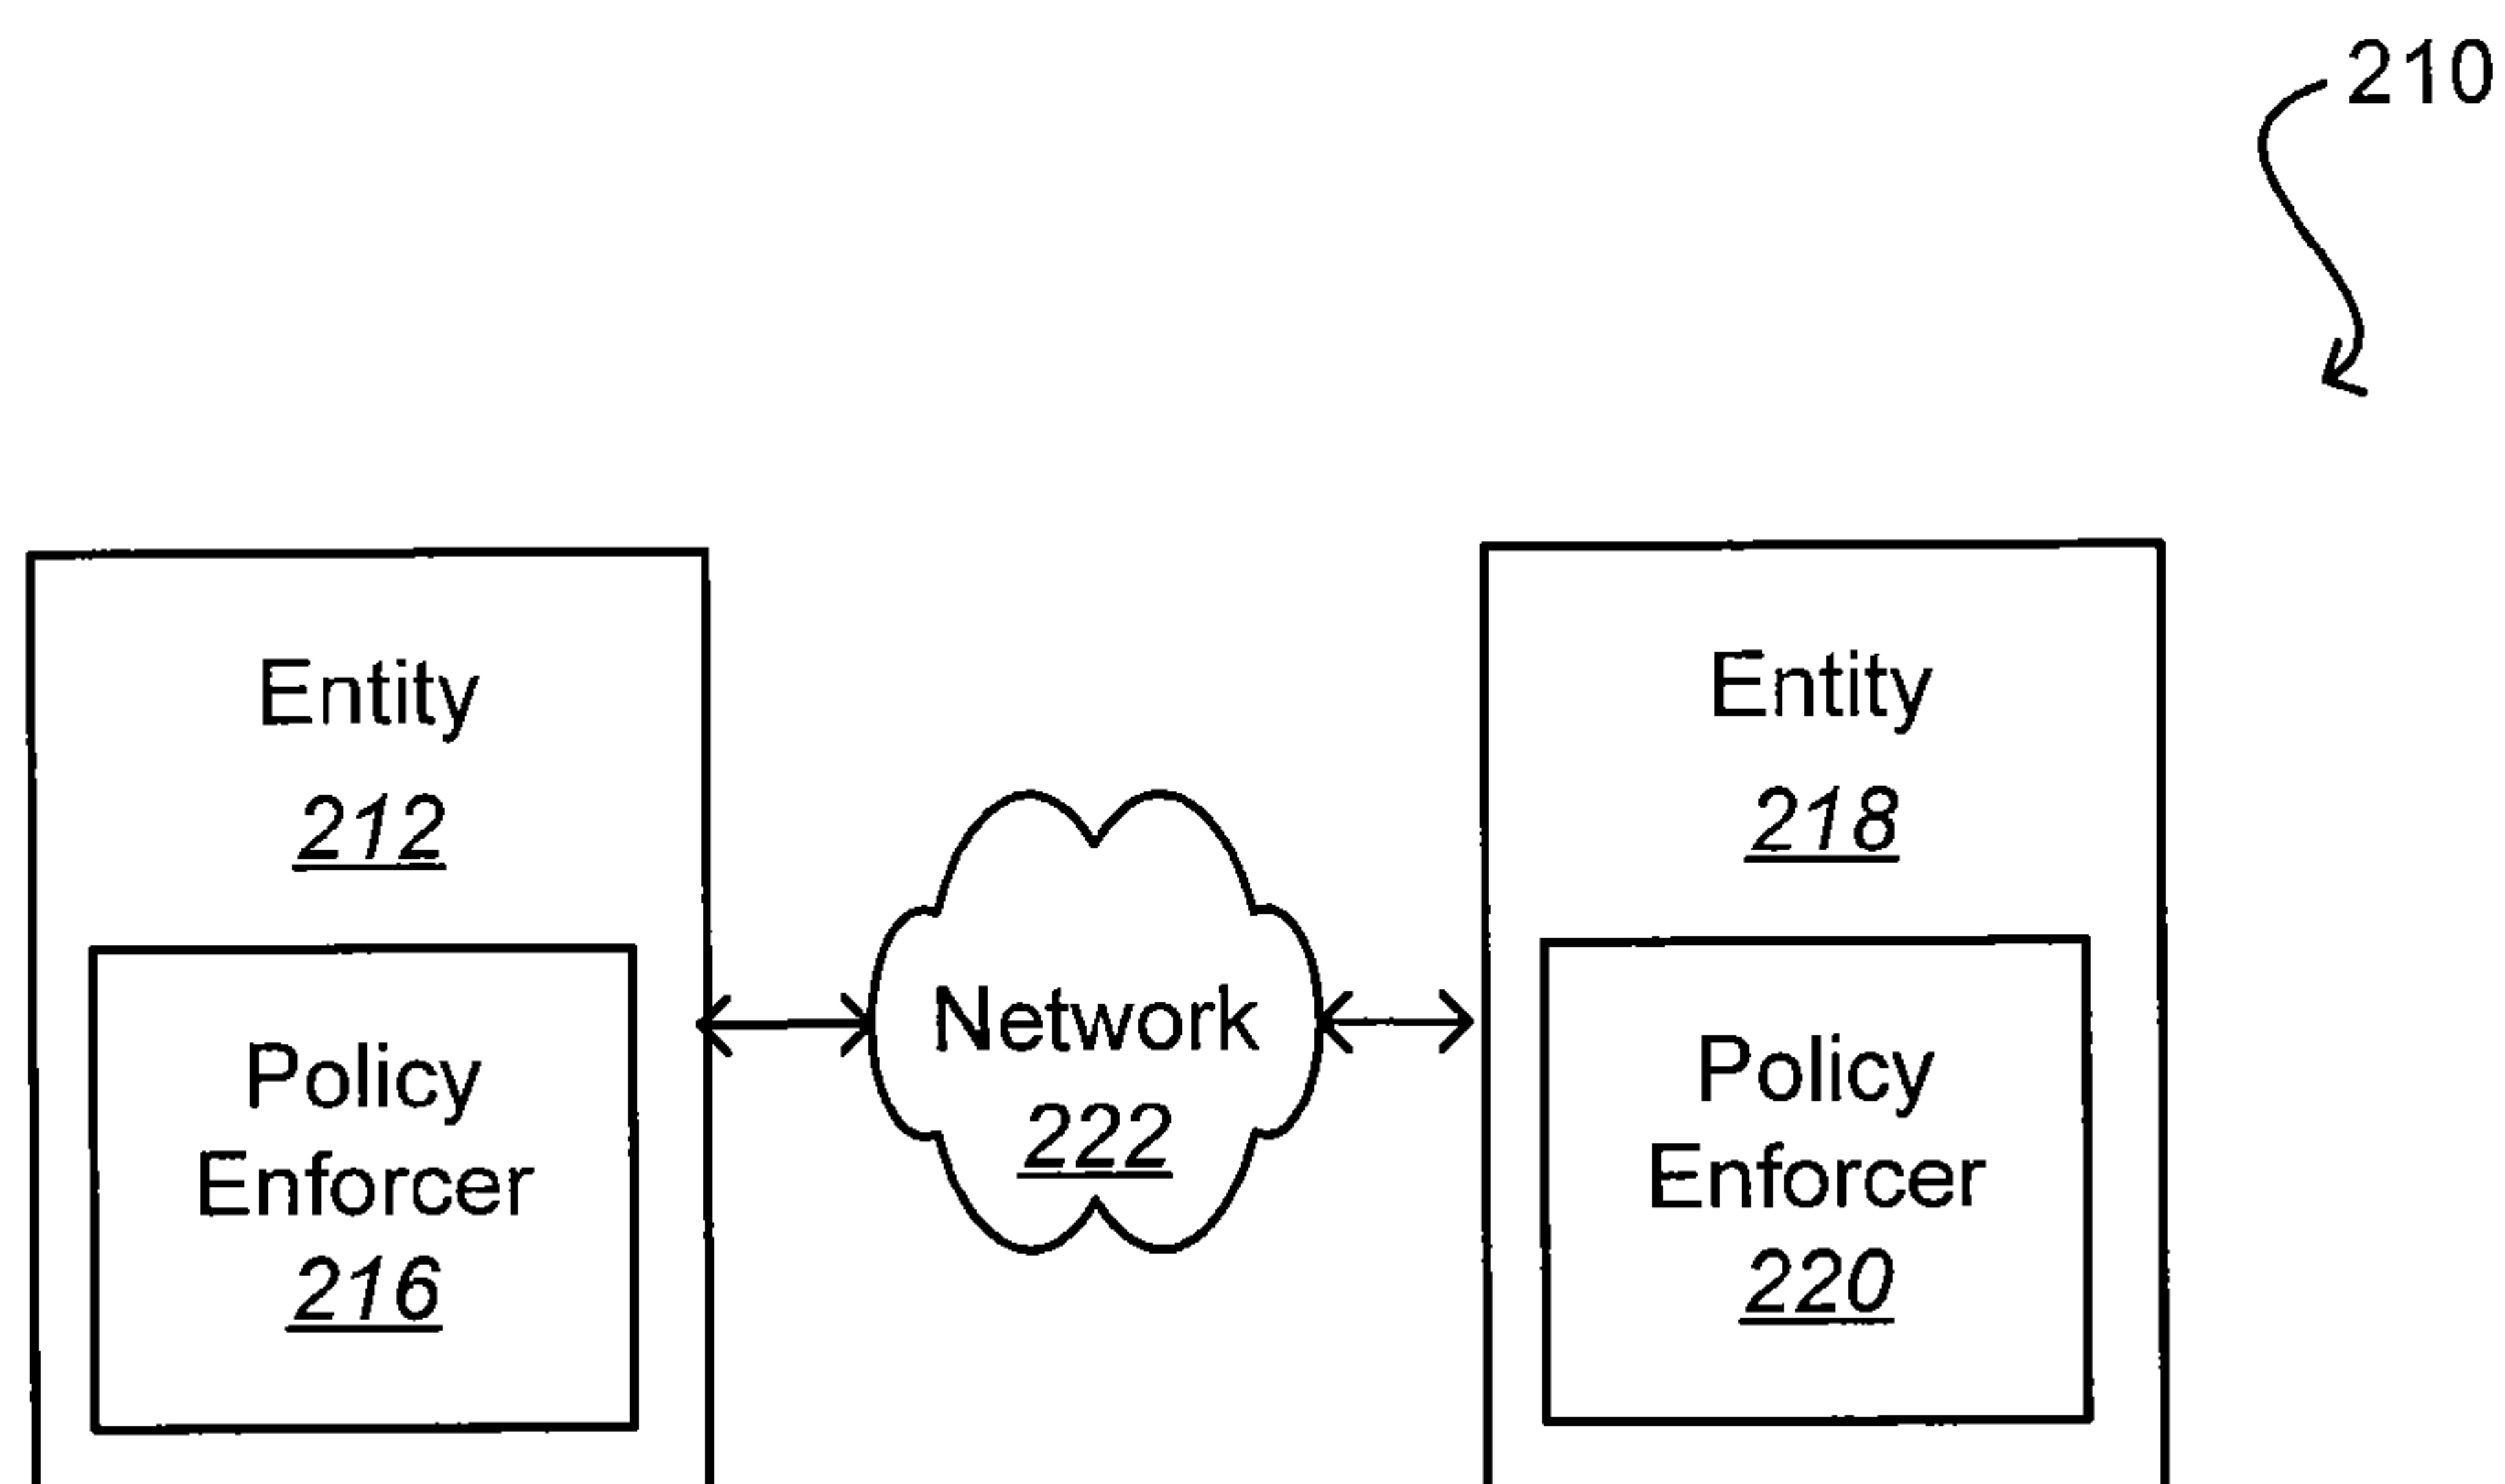 210
Entity
212
Policy
Enforcer
216
Network
222
Entity
218
Policy
Enforcer
220